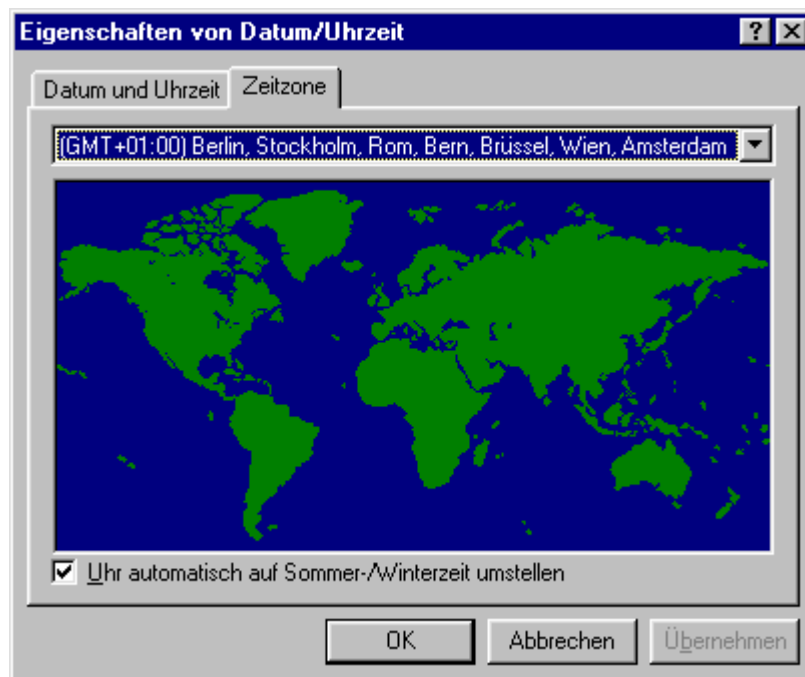 Eigenschaften von Datum/Uhrzeit
Datum und Uhrzeit
Zeitzone
(GMT+01:00) Berlin, Stockholm, Rom, Bern, Brüssel, Wien, Amsterdam
Uhr automatisch auf Sommer-/Winterzeit umstellen
OK
Abbrechen
Übernehmen